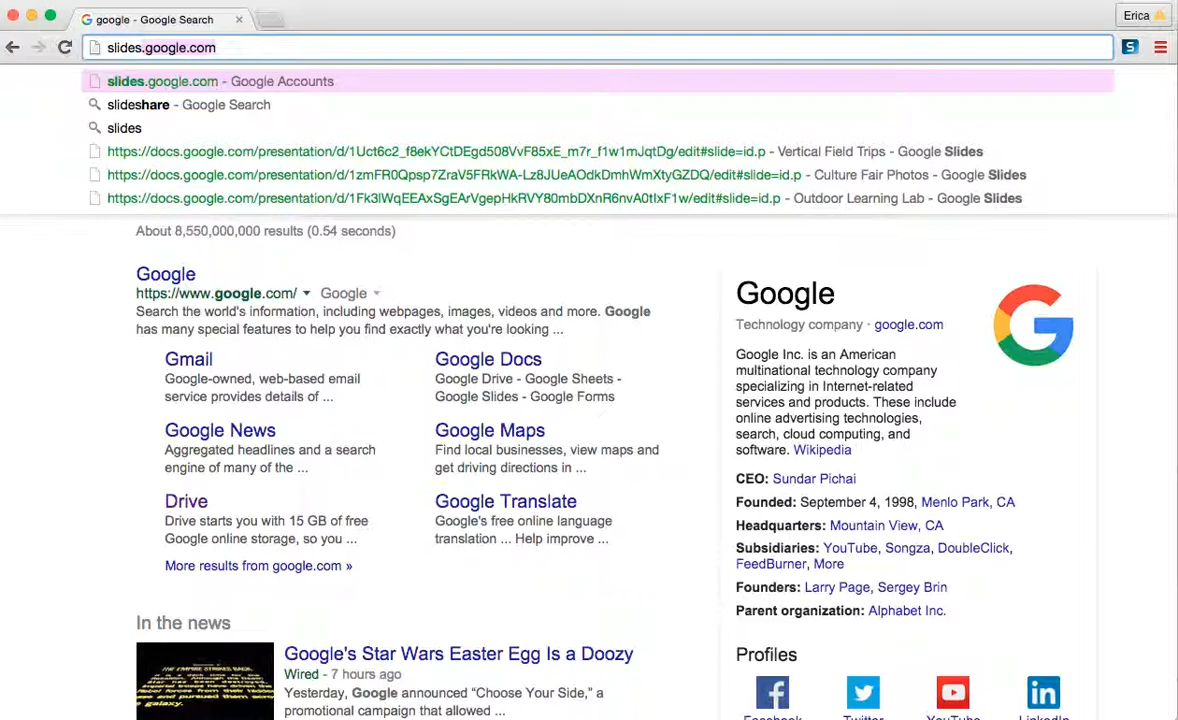 google - Google Search
Erica
slides.google.com
slides.google.com - Google Accounts
slideshare - Google Search
slides
https://docs.google.com/presentation/d/1Uct6c2_f8ekYCtDEgd508VvF85xE_m7r_f1w1mJqtDg/edit#slide=id.p - Vertical Field Trips - Google Slides
https://docs.google.com/presentation/d/1zmFR0Qpsp7ZraV5FRkWA-Lz8JUeAOdkDmhWmXtyGZDQ/edit#slide=id.p - Culture Fair Photos - Google Slides
https://docs.google.com/presentation/d/1Fk3lWqEEAxSgEArVgepHkRVY80mbDXnR6nvA0tIxF1w/edit#slide=id.p - Outdoor Learning Lab - Google Slides
About 8,550,000,000 results (0.54 seconds)
Google
https://www.google.com/ Google
Search the world's information, including webpages, images, videos and more. Google
has many special features to help you find exactly what you're looking ...
Gmail
Google-owned, web-based email
service provides details of ...
Google Docs
Google Drive - Google Sheets -
Google Slides - Google Forms
Google News
Aggregated headlines and a search
engine of many of the ...
Google Maps
Find local businesses, view maps and
get driving directions in ...
Drive
Drive starts you with 15 GB of free
Google online storage, so you ...
Google Translate
Google's free online language
translation ... Help improve ...
More results from google.com »
In the news
Google's Star Wars Easter Egg Is a Doozy
Wired - 7 hours ago
Yesterday, Google announced “Choose Your Side,” a
promotional campaign that allowed ...
Google
Technology company · google.com
Google Inc. is an American
multinational technology company
specializing in Internet-related
services and products. These include
online advertising technologies,
search, cloud computing, and
software. Wikipedia
CEO: Sundar Pichai
Founded: September 4, 1998, Menlo Park, CA
Headquarters: Mountain View, CA
Subsidiaries: YouTube, Songza, DoubleClick,
FeedBurner, More
Founders: Larry Page, Sergey Brin
Parent organization: Alphabet Inc.
Profiles
Facebook
Twitter
YouTube
LinkedIn